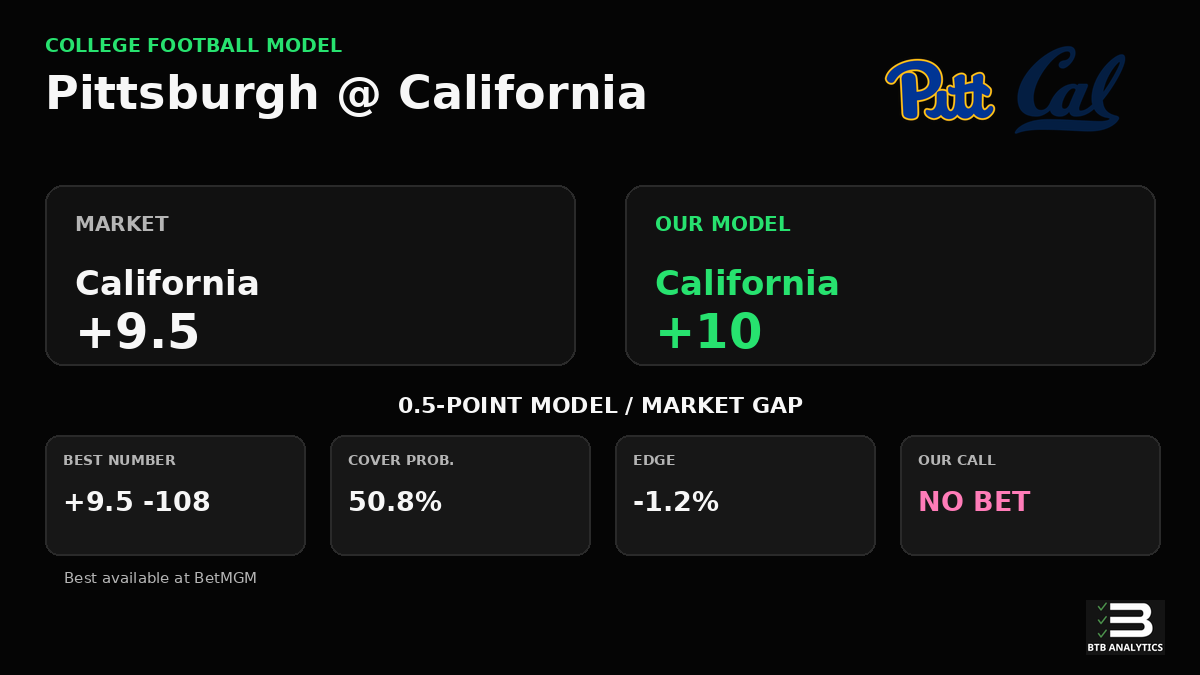 COLLEGE FOOTBALL MODEL
Pittsburgh @ California
Pitt
Cal
MARKET
California
+9.5
OUR MODEL
California
+10
0.5-POINT MODEL / MARKET GAP
BEST NUMBER
+9.5 -108
COVER PROB.
50.8%
EDGE
-1.2%
OUR CALL
NO BET
Best available at BetMGM
BTB ANALYTICS